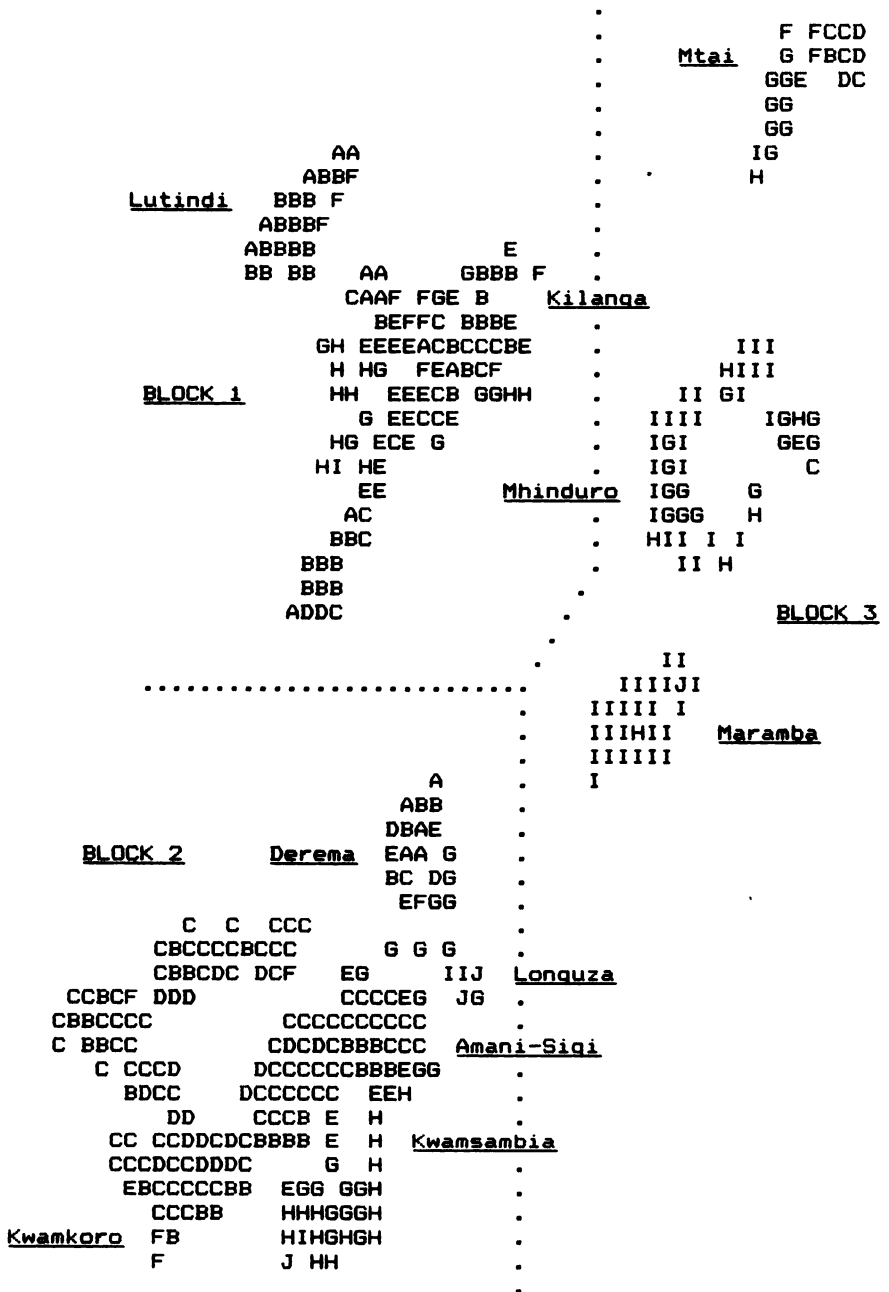 .
. F FCCD
. Mtai G FBCD
. GGE DC
. GG
. GG
AA . IG
ABBF . H
Lutindi BBB F .
ABBBF .
ABBBB E .
BB BB AA GBBB F .
CAAF FGE B Kilanga
BEFFC BBBE .
GH EEEEACBCCCBE . III
H HG FEABCF . HIII
BLOCK 1 HH EEECB GGHH . II GI
G EECCE . IIII IGHG
HG ECE G . IGI GEG
HI HE . IGI C
EE Mhinduro IGG G
AC . IGGG H
BBC . HII I I
BBB . II H
BBB .
ADDC . BLOCK 3
.
. II
........................... IIIIJI
. IIIII I
. IIIHII Maramba
. IIIIII
A . I
ABB .
DBAE .
BLOCK 2 Derema EAA G .
BC DG .
EFGG .
C C CCC .
CBCCCCBCCC G G G .
CBBCDC DCF EG IIJ Longuza
CCBCF DDD CCCCEG JG .
CBBCCCC CCCCCCCCCC .
C BBCC CDCDCBBBCCC Amani-Sigi
C CCCD DCCCCCCBBBEGG .
BDCC DCCCCCC EEH .
DD CCCB E H .
CC CCDDCDCBBBB E H Kwamsambia
CCCDCCDDDC G H .
EBCCCCCBB EGG GGH .
CCCBB HHHGGGH .
Kwamkoro FB HIHGHGH .
F J HH .
.